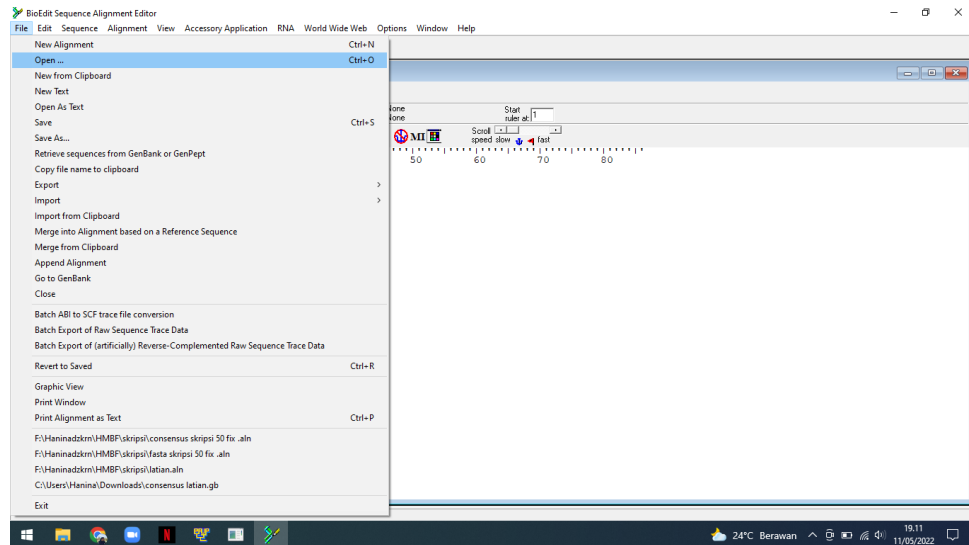 BioEdit Sequence Alignment Editor
File Edit Sequence Alignment View Accessory Application RNA World Wide Web Options Window Help
New Alignment Ctrl+N
Open ... Ctrl+O
New from Clipboard
New Text
Open As Text
Save Ctrl+S
Save As...
Retrieve sequences from GenBank or GenPept
Copy file name to clipboard
Export
Import
Import from Clipboard
Merge into Alignment based on a Reference Sequence
Merge from Clipboard
Append Alignment
Go to GenBank
Close
Batch ABI to SCF trace file conversion
Batch Export of Raw Sequence Trace Data
Batch Export of (artificially) Reverse-Complemented Raw Sequence Trace Data
Revert to Saved Ctrl+R
Graphic View
Print Window
Print Alignment as Text Ctrl+P
F:\Haninadzkrn\HMBF\skripsi\consensus skripsi 50 fix .aln
F:\Haninadzkrn\HMBF\skripsi\fasta skripsi 50 fix .aln
F:\Haninadzkrn\HMBF\skripsi\latian.aln
C:\Users\Hanina\Downloads\consensus latian.gb
Exit
Start
ruler at: 1
MI
Scroll
speed slow fast
50 60 70 80
N
24°C Berawan
19.11
11/05/2022